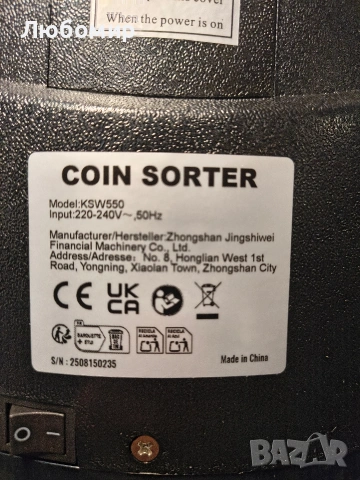 Любомир
When the power is on
COIN SORTER
Model:KSW550
Input:220-240V~,50Hz
Manufacturer/Hersteller:Zhongshan Jingshiwei
Financial Machinery Co., Ltd.
Address/Adresse: No. 8, Honglian West 1st
Road, Yongning, Xiaolan Town, Zhongshan City
CE UK CA
S/N : 2508150235
Made in China
BAZAR